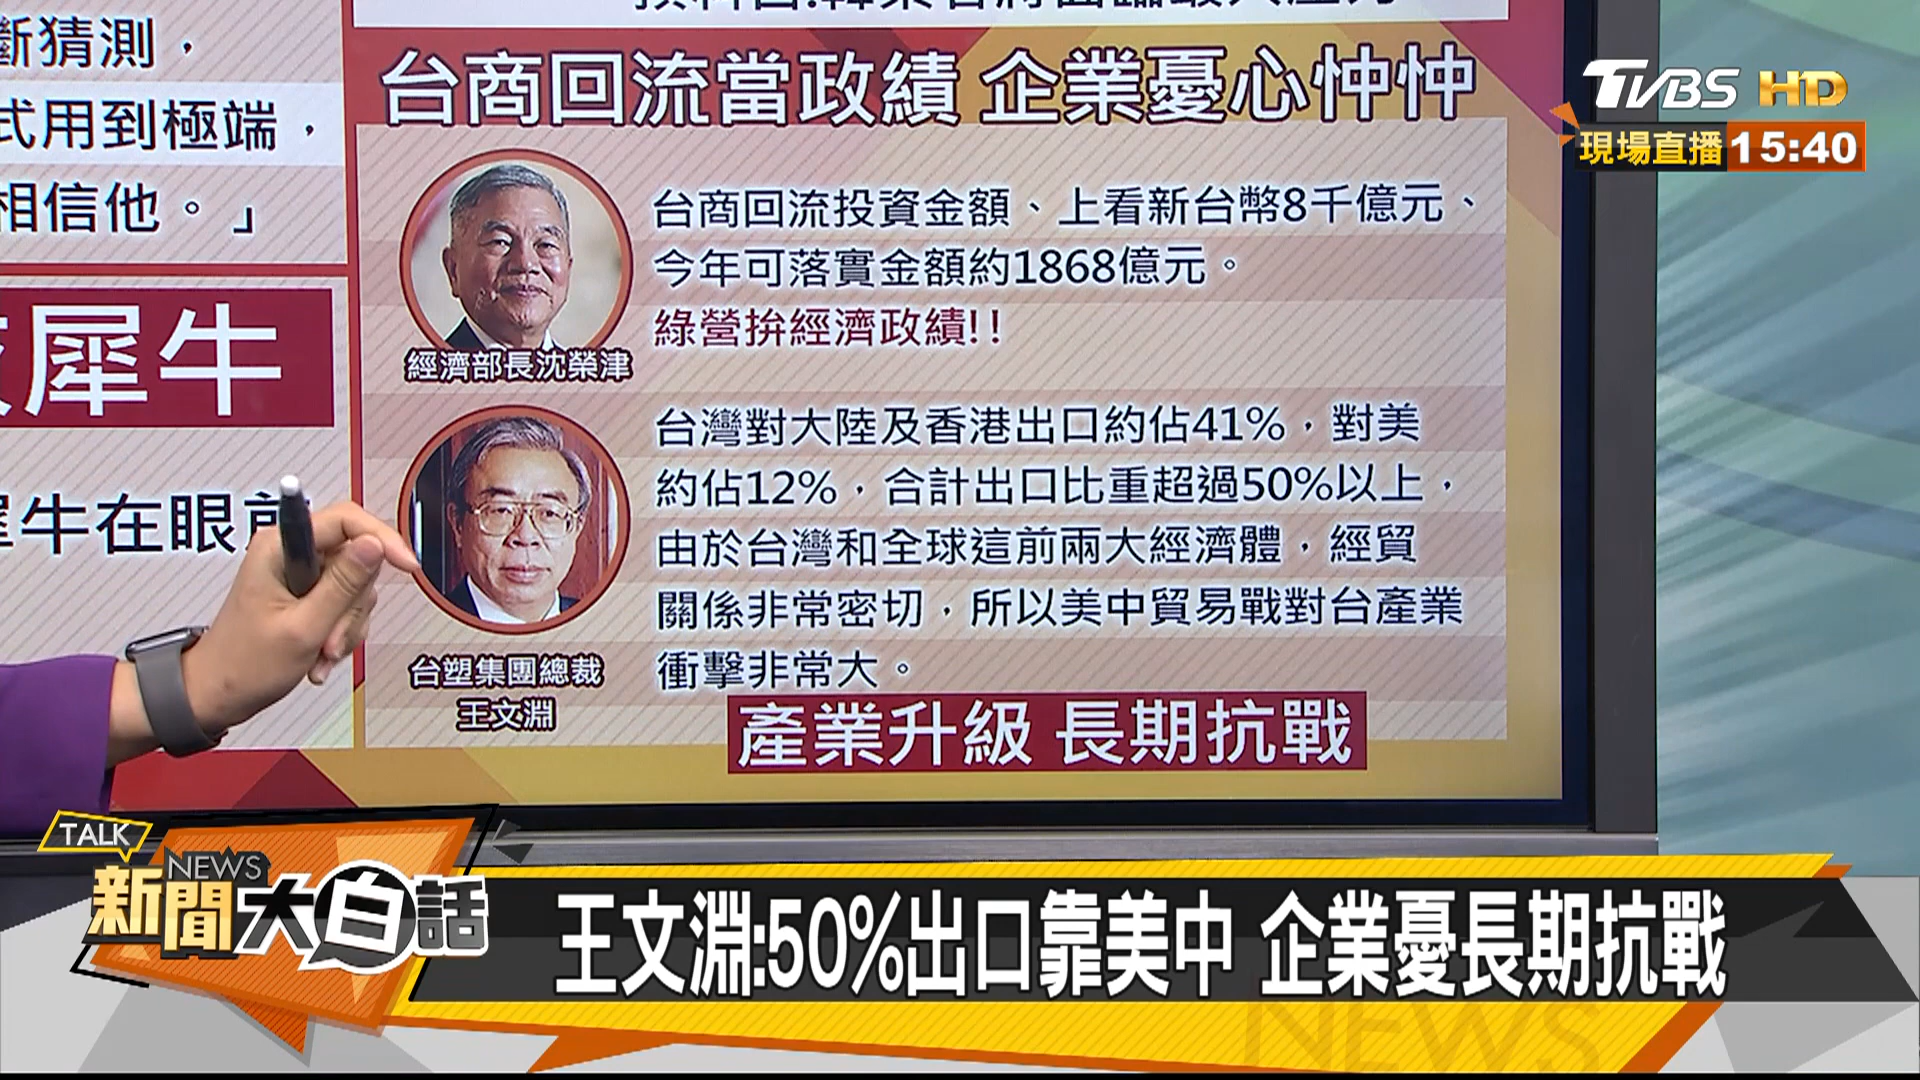 斷猜測，
式用到極端，
相信他。」
犀牛
犀牛在眼前
台商回流當政績 企業憂心忡忡
台商回流投資金額、上看新台幣8千億元、
今年可落實金額約1868億元。
綠營拚經濟政績!!
經濟部長沈榮津
台灣對大陸及香港出口約佔41%，對美
約佔12%，合計出口比重超過50%以上，
由於台灣和全球這前兩大經濟體，經貿
關係非常密切，所以美中貿易戰對台產業
衝擊非常大。
台塑集團總裁
王文淵
產業升級 長期抗戰
TVBS HD
現場直播 15:40
TALK
NEWS
新聞大白話
王文淵:50%出口靠美中 企業憂長期抗戰
NEWS